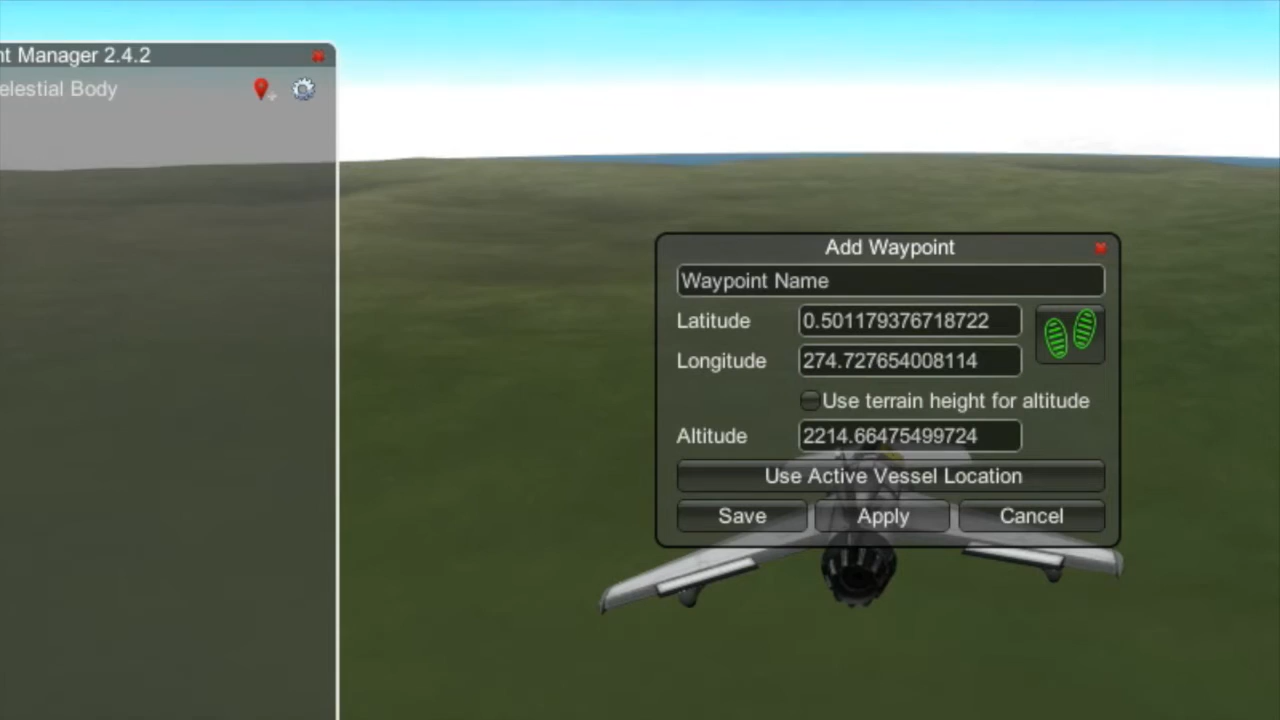 nt Manager 2.4.2
elestial Body
Add Waypoint
Waypoint Name
Latitude 0.501179376718722
Longitude 274.727654008114
Use terrain height for altitude
Altitude 2214.66475499724
Use Active Vessel Location
Save Apply Cancel